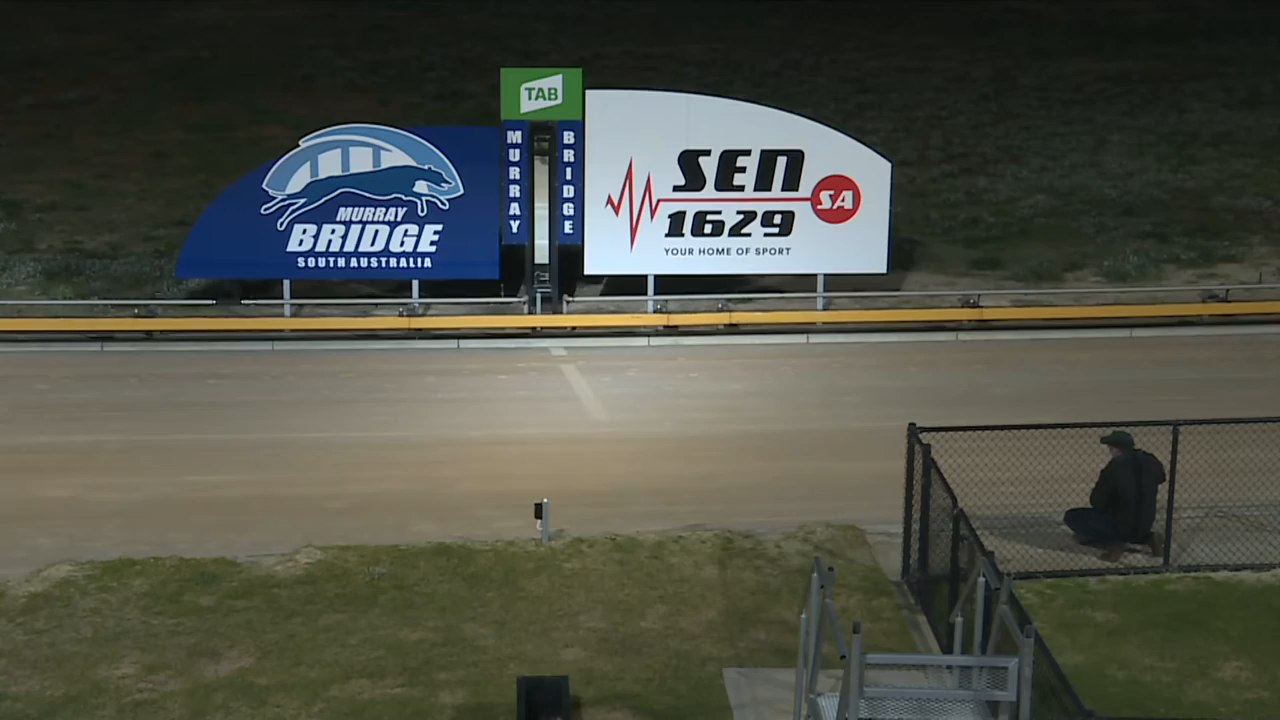 TAB
MURRAY
BRIDGE
MURRAY
BRIDGE
SOUTH AUSTRALIA
SEN
SA
1629
YOUR HOME OF SPORT